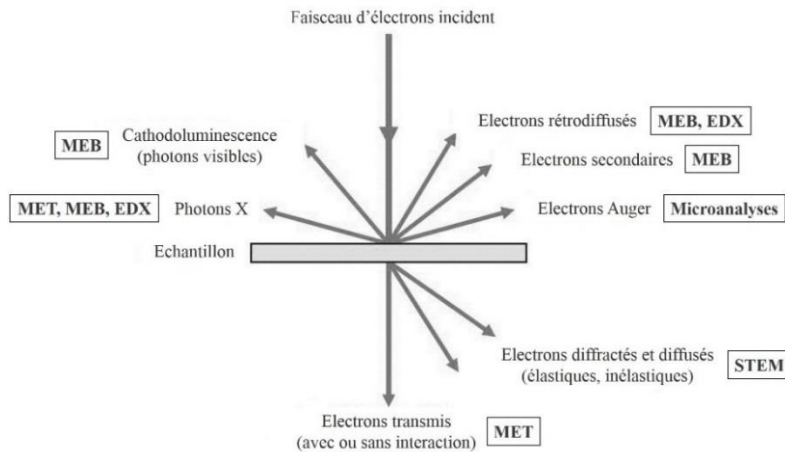 Faisceau d'électrons incident
Electrons rétrodiffusés MEB, EDX
MEB Cathodoluminescence
(photons visibles)
Electrons secondaires MEB
MET, MEB, EDX Photons X
Electrons Auger Microanalyses
Echantillon
Electrons diffractés et diffusés
(élastiques, inélastiques) STEM
Electrons transmis
(avec ou sans interaction) MET